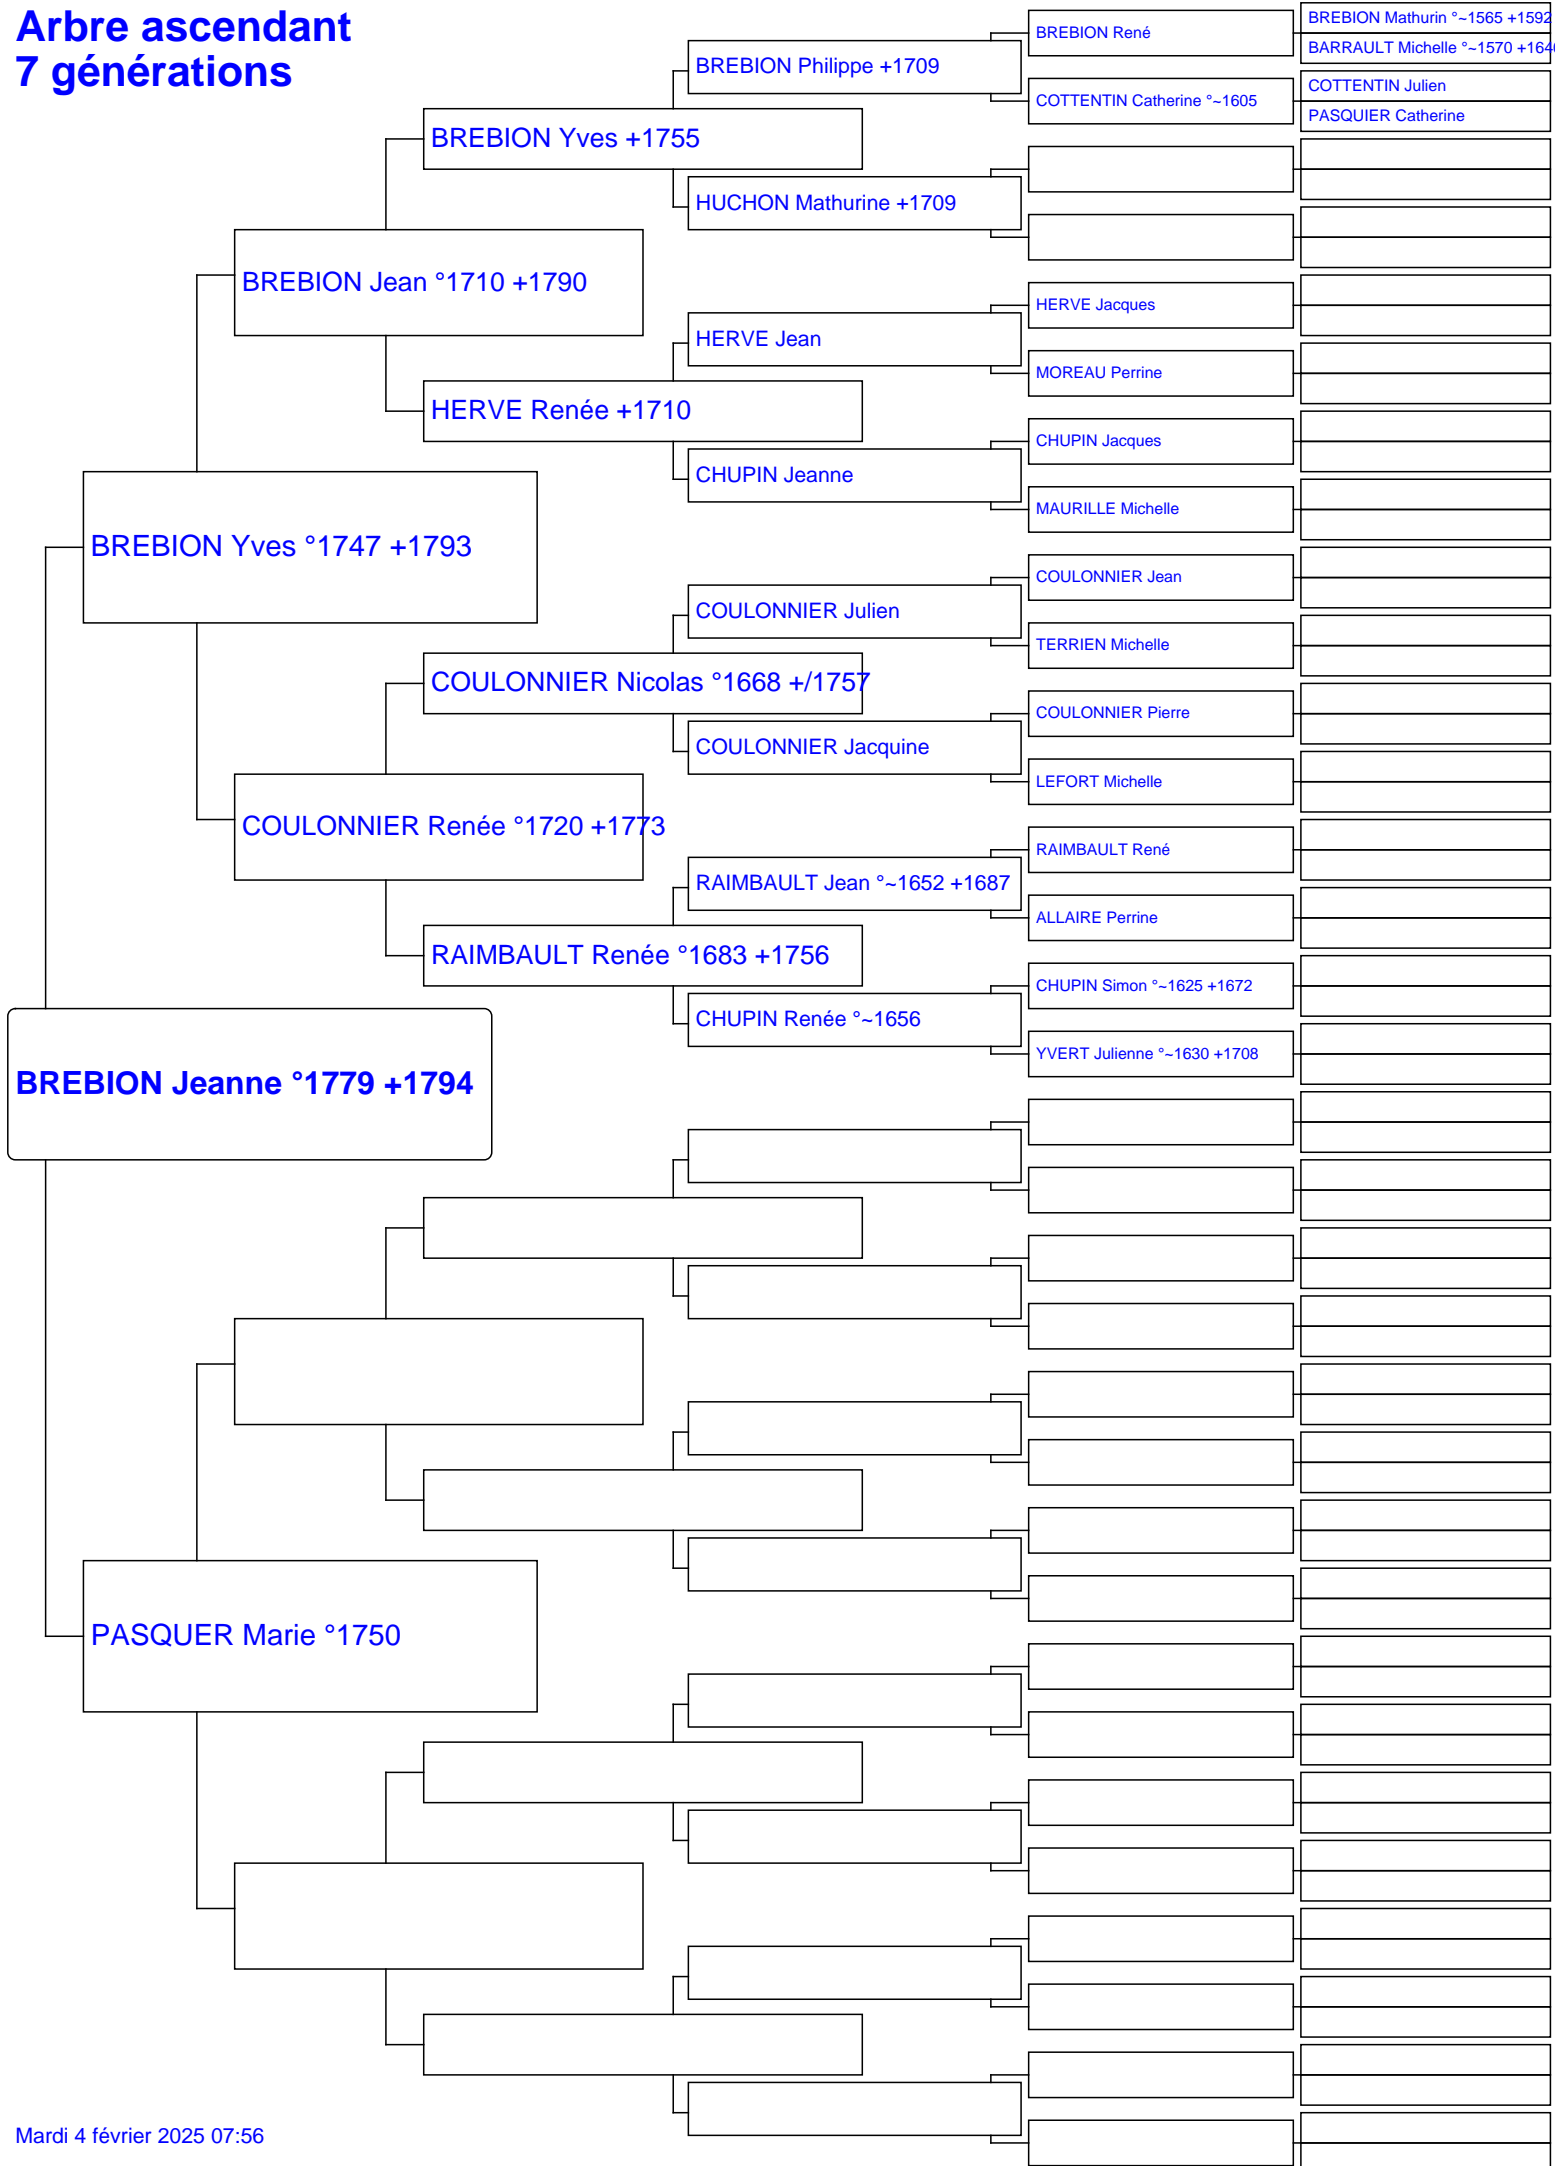 Arbre ascendant
7 générations
BREBION Mathurin °~1565 +1592
BREBION René
BARRAULT Michelle °~1570 +164
BREBION Philippe +1709
COTTENTIN Julien
COTTENTIN Catherine °~1605
PASQUIER Catherine
BREBION Yves +1755
HUCHON Mathurine +1709
BREBION Jean °1710 +1790
HERVE Jacques
HERVE Jean
MOREAU Perrine
HERVE Renée +1710
CHUPIN Jacques
CHUPIN Jeanne
MAURILLE Michelle
BREBION Yves °1747 +1793
COULONNIER Jean
COULONNIER Julien
TERRIEN Michelle
COULONNIER Nicolas °1668 +/1757
COULONNIER Pierre
COULONNIER Jacquine
LEFORT Michelle
COULONNIER Renée °1720 +1773
RAIMBAULT René
RAIMBAULT Jean °~1652 +1687
ALLAIRE Perrine
RAIMBAULT Renée °1683 +1756
CHUPIN Simon °~1625 +1672
CHUPIN Renée °~1656
YVERT Julienne °~1630 +1708
BREBION Jeanne °1779 +1794
PASQUER Marie °1750
Mardi 4 février 2025 07:56